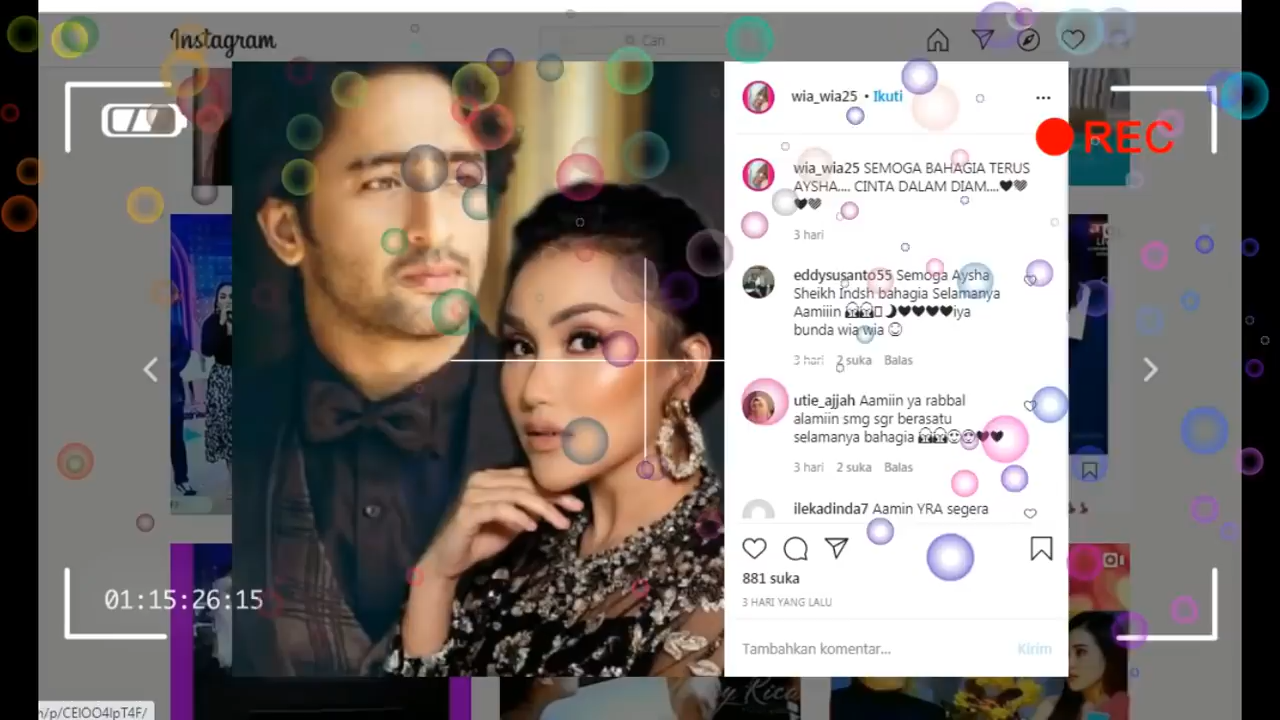 Instagram
Cari
wia_wia25 • Ikuti
REC
wia_wia25 SEMOGA BAHAGIA TERUS
AYSHA.... CINTA DALAM DIAM....🖤🖤
🖤🖤
3 hari
eddysusanto55 Semoga Aysha
Sheikh Indsh bahagia Selamanya
Aamiiin 🌙🖤🖤🖤🖤iya
bunda wia wia 😊
3 hari 2 suka Balas
utie_ajjah Aamiin ya rabbal
alamiin smg sgr berasatu
selamanya bahagia
3 hari 2 suka Balas
ilekadinda7 Aamin YRA segera
881 suka
3 HARI YANG LALU
Tambahkan komentar...
Kirim
01:15:26:15